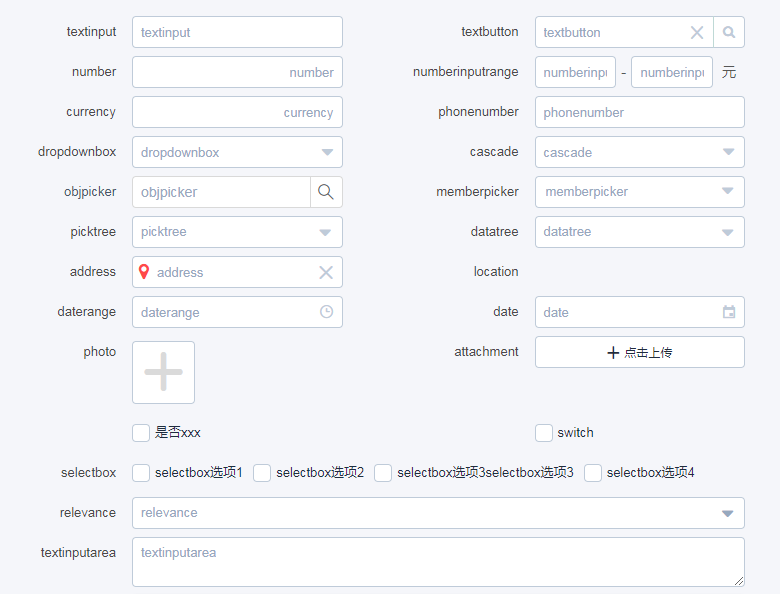 textinput textinput textbutton textbutton
number number numberinputrange numberinpu - numberinpu 元
currency currency phonenumber phonenumber
dropdownbox dropdownbox cascade cascade
objpicker objpicker memberpicker memberpicker
picktree picktree datatree datatree
address address location
daterange daterange date date
photo attachment 点击上传
是否xxx switch
selectbox selectbox选项1 selectbox选项2 selectbox选项3selectbox选项3 selectbox选项4
relevance relevance
textinputarea textinputarea